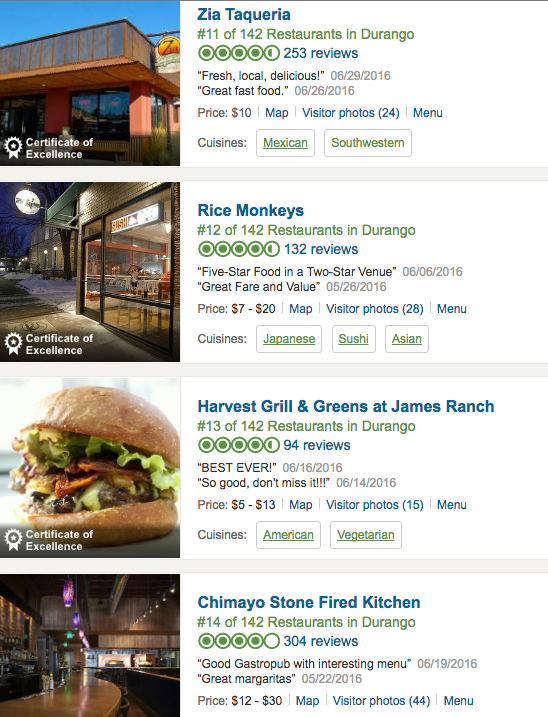 Zia Taqueria
#11 of 142 Restaurants in Durango
253 reviews
“Fresh, local, delicious!” 06/29/2016
“Great fast food.” 06/26/2016
Price: $10 Map Visitor photos (24) Menu
Certificate of
Excellence
Cuisines: Mexican Southwestern
Rice Monkeys
#12 of 142 Restaurants in Durango
SUSHI OPEN
132 reviews
“Five-Star Food in a Two-Star Venue” 06/06/2016
“Great Fare and Value” 05/26/2016
Price: $7 - $20 Map Visitor photos (28) Menu
Certificate of
Excellence
Cuisines: Japanese Sushi Asian
Harvest Grill & Greens at James Ranch
#13 of 142 Restaurants in Durango
94 reviews
“BEST EVER!” 06/16/2016
“So good, don't miss it!!!” 06/14/2016
Price: $5 - $13 Map Visitor photos (15) Menu
Certificate of
Excellence
Cuisines: American Vegetarian
Chimayo Stone Fired Kitchen
#14 of 142 Restaurants in Durango
304 reviews
“Good Gastropub with interesting menu” 06/19/2016
“Great margaritas” 05/22/2016
Price: $12 - $30 Map Visitor photos (44) Menu